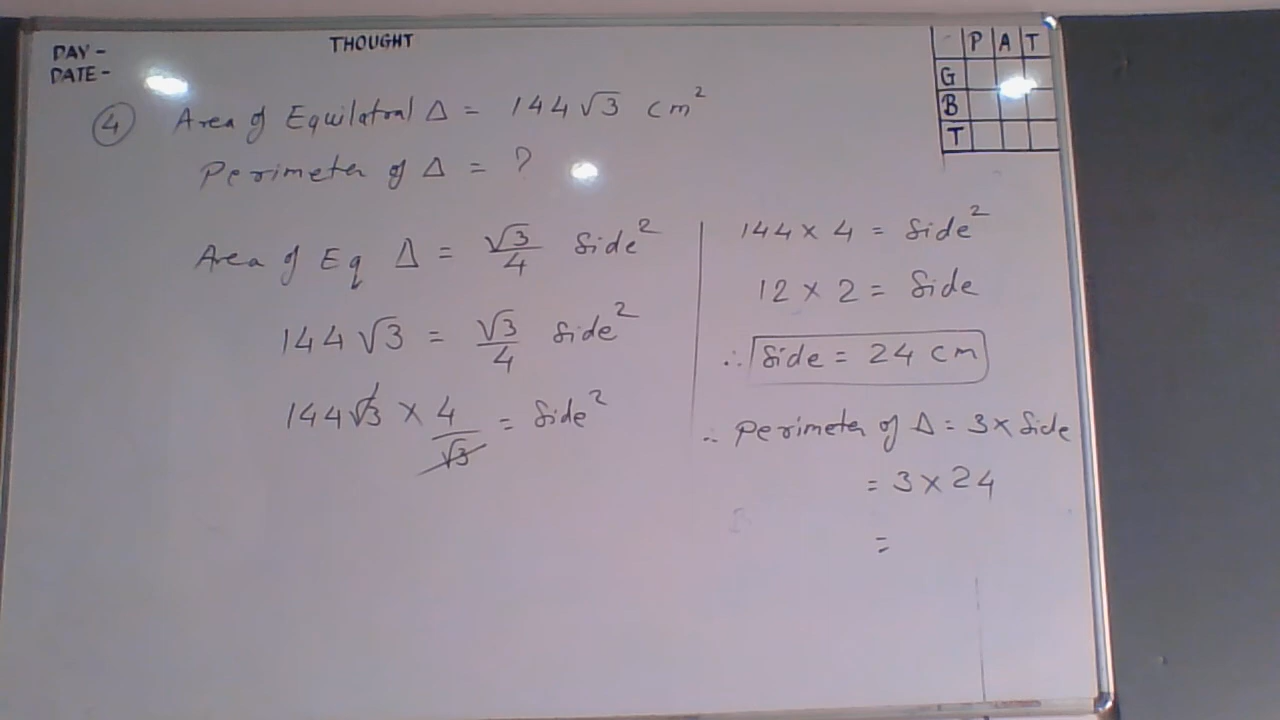 DAY -
DATE -
THOUGHT
P A T
G
B
T
④ Area of Equilatral Δ = 144√3 cm²
Perimeter of Δ = ?
Area of Eq Δ = √3/4 Side²
144√3 = √3/4 Side²
144√3 × 4/√3 = Side²
144 × 4 = Side²
12 × 2 = Side
∴ Side = 24 cm
∴ Perimeter of Δ = 3 × Side
= 3 × 24
=